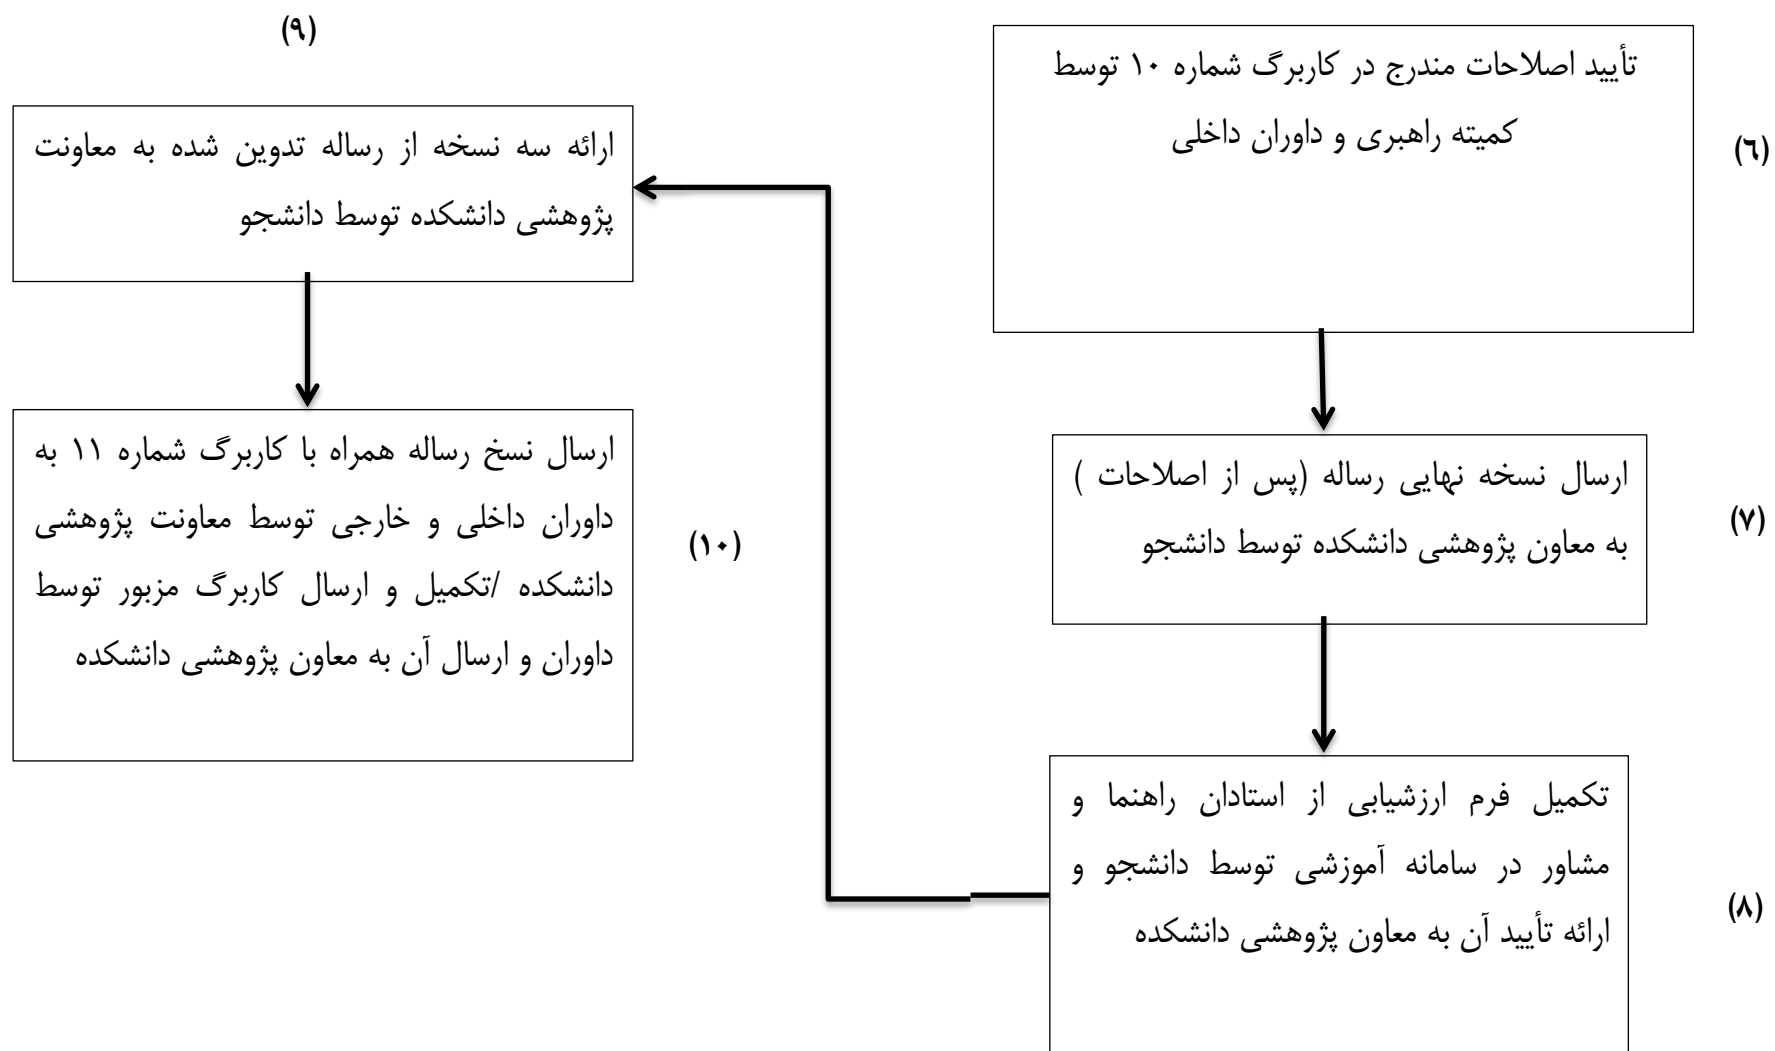 (٦)
تأیید اصلاحات مندرج در کاربرگ شماره ۱۰ توسط
کمیته راهبری و داوران داخلی
(۷)
ارسال نسخه نهایی رساله (پس از اصلاحات )
به معاون پژوهشی دانشکده توسط دانشجو
(۸)
تکمیل فرم ارزشیابی از استادان راهنما و
مشاور در سامانه آموزشی توسط دانشجو و
ارائه تأیید آن به معاون پژوهشی دانشکده
(۹)
ارائه سه نسخه از رساله تدوین شده به معاونت
پژوهشی دانشکده توسط دانشجو
(۱۰)
ارسال نسخ رساله همراه با کاربرگ شماره ۱۱ به
داوران داخلی و خارجی توسط معاونت پژوهشی
دانشکده /تکمیل و ارسال کاربرگ مزبور توسط
داوران و ارسال آن به معاون پژوهشی دانشکده